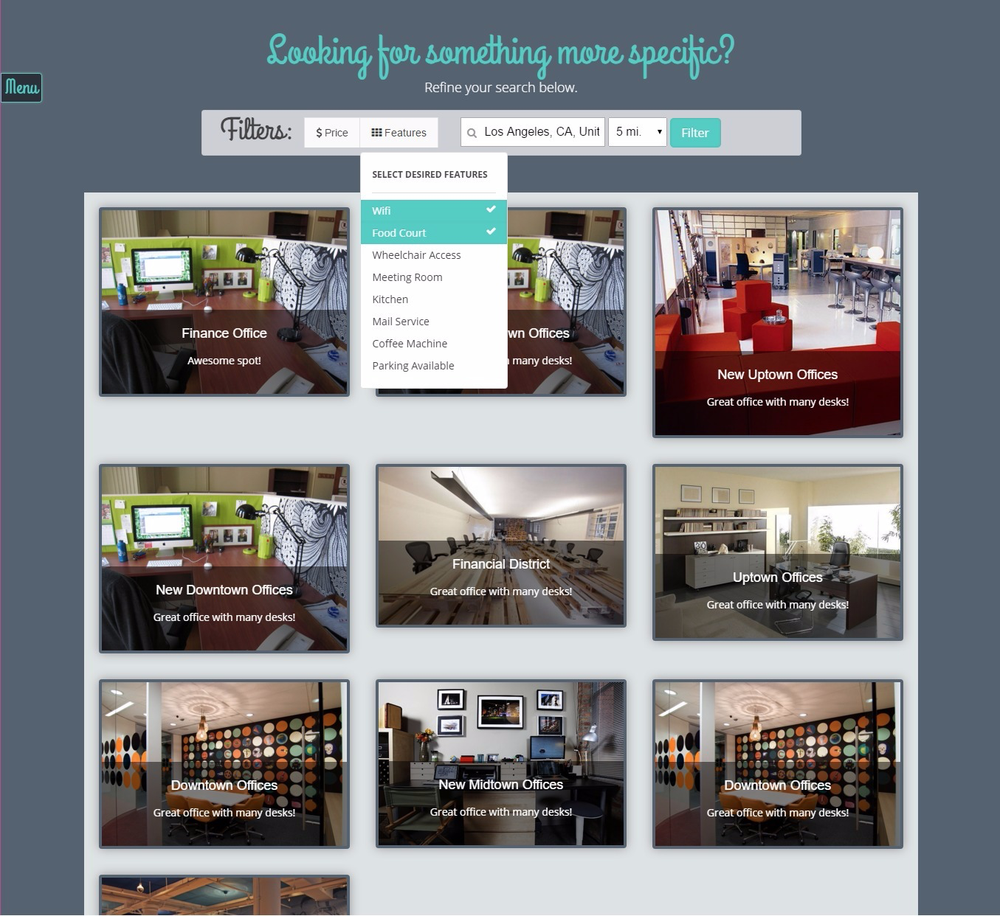 Looking for something more specific?
Menu
Refine your search below.
Filters:
$ Price
Features
Los Angeles, CA, Unit
5 mi.
Filter
SELECT DESIRED FEATURES
Wifi
Food Court
Wheelchair Access
Meeting Room
Kitchen
Mail Service
Coffee Machine
Parking Available
Finance Office
Awesome spot!
wn Offices
many desks!
New Uptown Offices
Great office with many desks!
New Downtown Offices
Great office with many desks!
Financial District
Great office with many desks!
30
Uptown Offices
Great office with many desks!
Downtown Offices
Great office with many desks!
New Midtown Offices
Great office with many desks!
Downtown Offices
Great office with many desks!